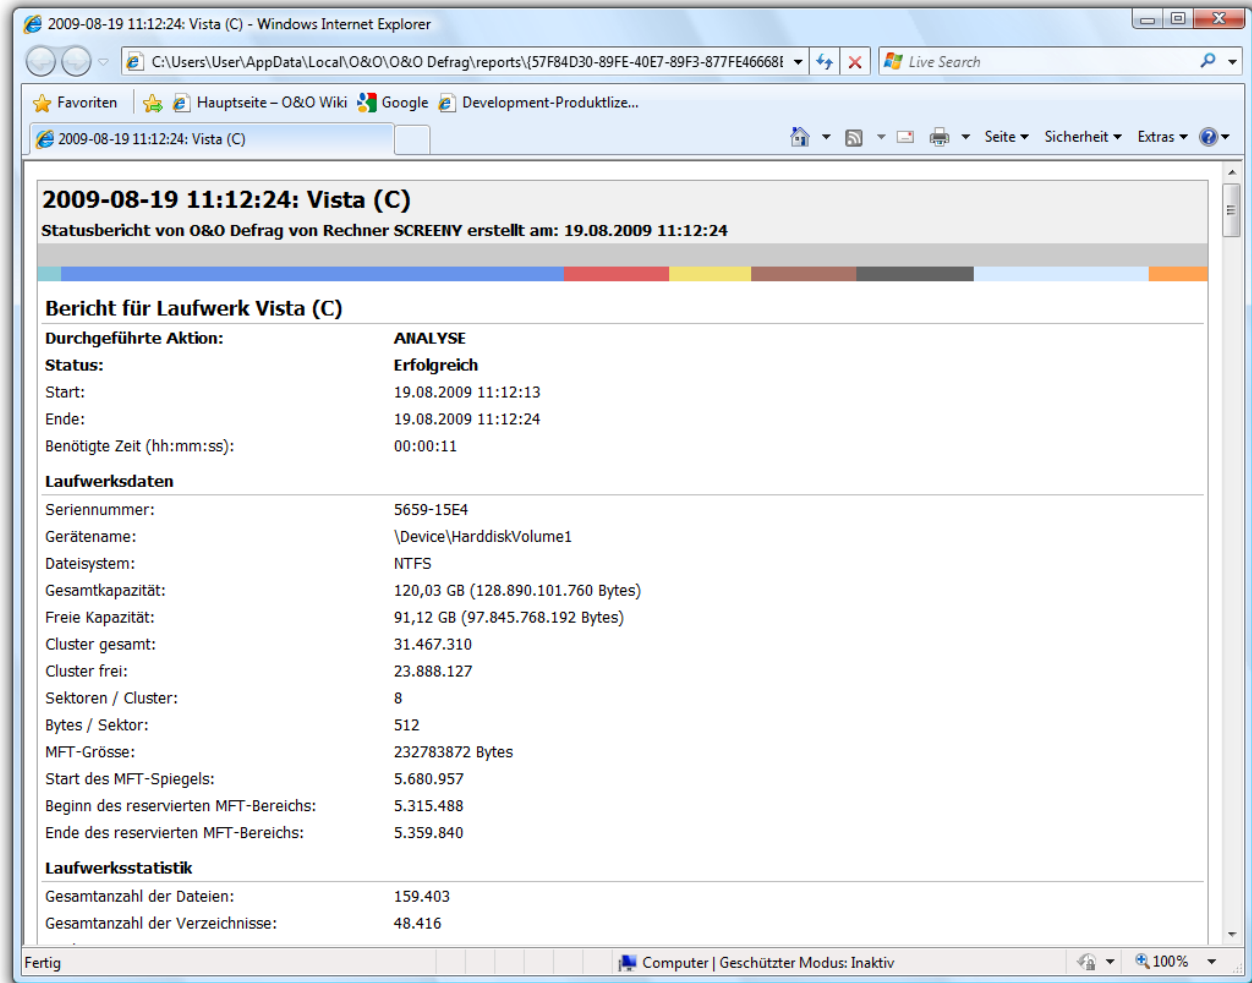 2009-08-19 11:12:24: Vista (C) - Windows Internet Explorer
C:\Users\User\AppData\Local\O&O\O&O Defrag\reports\{57F84D30-89FE-40E7-89F3-877FE46668E
Live Search
Favoriten Hauptseite – O&O Wiki Google Development-Produktlize...
2009-08-19 11:12:24: Vista (C)
Seite Sicherheit Extras
2009-08-19 11:12:24: Vista (C)
Statusbericht von O&O Defrag von Rechner SCREENY erstellt am: 19.08.2009 11:12:24
Bericht für Laufwerk Vista (C)
Durchgeführte Aktion: ANALYSE
Status: Erfolgreich
Start: 19.08.2009 11:12:13
Ende: 19.08.2009 11:12:24
Benötigte Zeit (hh:mm:ss): 00:00:11
Laufwerksdaten
Seriennummer: 5659-15E4
Gerätename: \Device\HarddiskVolume1
Dateisystem: NTFS
Gesamtkapazität: 120,03 GB (128.890.101.760 Bytes)
Freie Kapazität: 91,12 GB (97.845.768.192 Bytes)
Cluster gesamt: 31.467.310
Cluster frei: 23.888.127
Sektoren / Cluster: 8
Bytes / Sektor: 512
MFT-Grösse: 232783872 Bytes
Start des MFT-Spiegels: 5.680.957
Beginn des reservierten MFT-Bereichs: 5.315.488
Ende des reservierten MFT-Bereichs: 5.359.840
Laufwerksstatistik
Gesamtanzahl der Dateien: 159.403
Gesamtanzahl der Verzeichnisse: 48.416
Fertig
Computer | Geschützter Modus: Inaktiv
100%